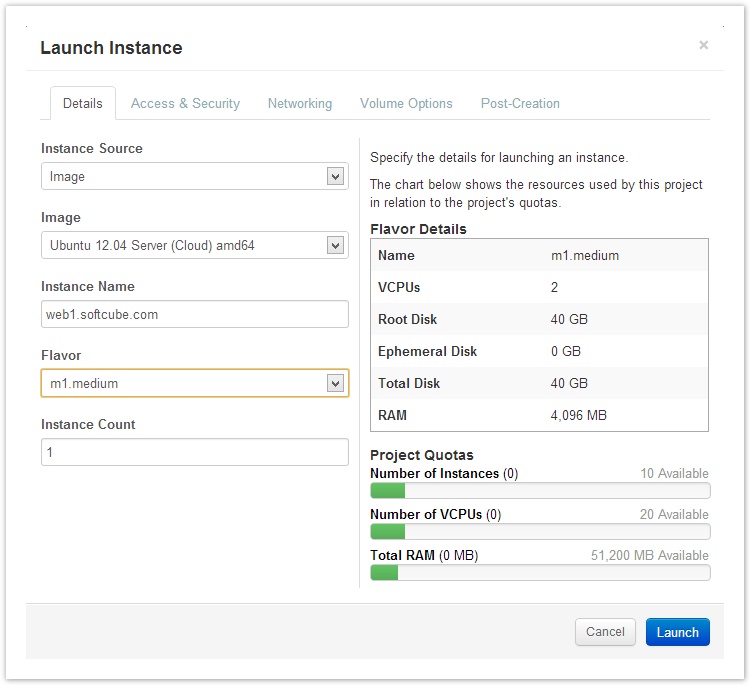 Launch Instance
×
Details Access & Security Networking Volume Options Post-Creation
Instance Source
Image
Image
Ubuntu 12.04 Server (Cloud) amd64
Instance Name
web1.softcube.com
Flavor
m1.medium
Instance Count
1
Specify the details for launching an instance.
The chart below shows the resources used by this project
in relation to the project's quotas.
Flavor Details
Name m1.medium
VCPUs 2
Root Disk 40 GB
Ephemeral Disk 0 GB
Total Disk 40 GB
RAM 4,096 MB
Project Quotas
Number of Instances (0) 10 Available
Number of VCPUs (0) 20 Available
Total RAM (0 MB) 51,200 MB Available
Cancel Launch